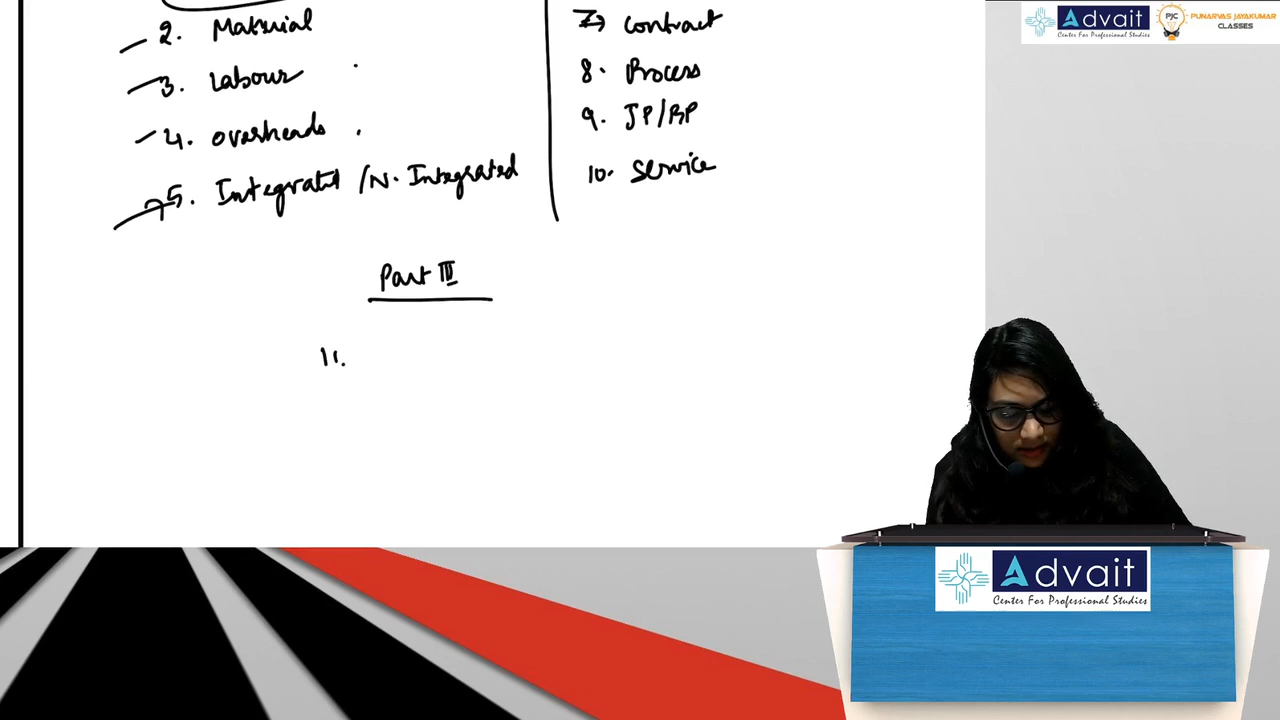 2. Material
3. Labour
4. Overheads
5. Integrated / N. Integrated
7. Contract
8. Process
9. JP/BP
10. Service
Part III
11.
Advait
Center For Professional Studies
PJC
PUNARVAS JAYAKUMAR
CLASSES
Advait
Center For Professional Studies